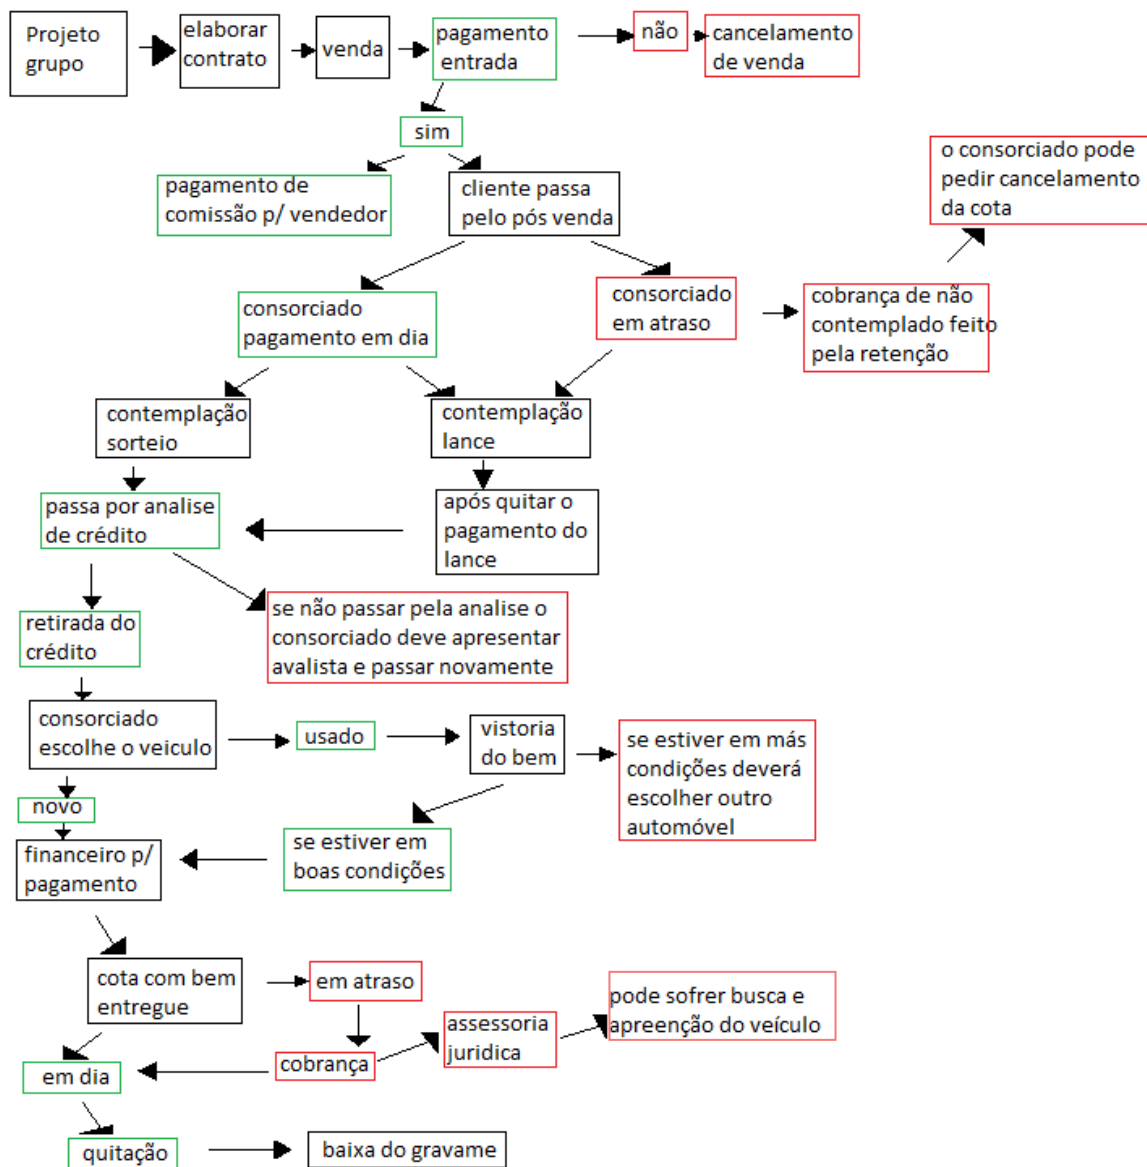 Projeto
grupo
elaborar
contrato
venda
pagamento
entrada
não
cancelamento
de venda
sim
pagamento de
comissão p/ vendedor
cliente passa
pelo pós venda
o consorciado pode
pedir cancelamento
da cota
consorciado
pagamento em dia
consorciado
em atraso
cobrança de não
contemplado feito
pela retenção
contemplação
sorteio
contemplação
lance
passa por analise
de crédito
após quitar o
pagamento do
lance
se não passar pela analise o
consorciado deve apresentar
avalista e passar novamente
retirada do
crédito
consorciado
escolhe o veiculo
usado
vistoria
do bem
se estiver em más
condições deverá
escolher outro
automóvel
novo
financeiro p/
pagamento
se estiver em
boas condições
cota com bem
entregue
em atraso
assessoria
juridica
pode sofrer busca e
apreenção do veículo
cobrança
em dia
quitação
baixa do gravame